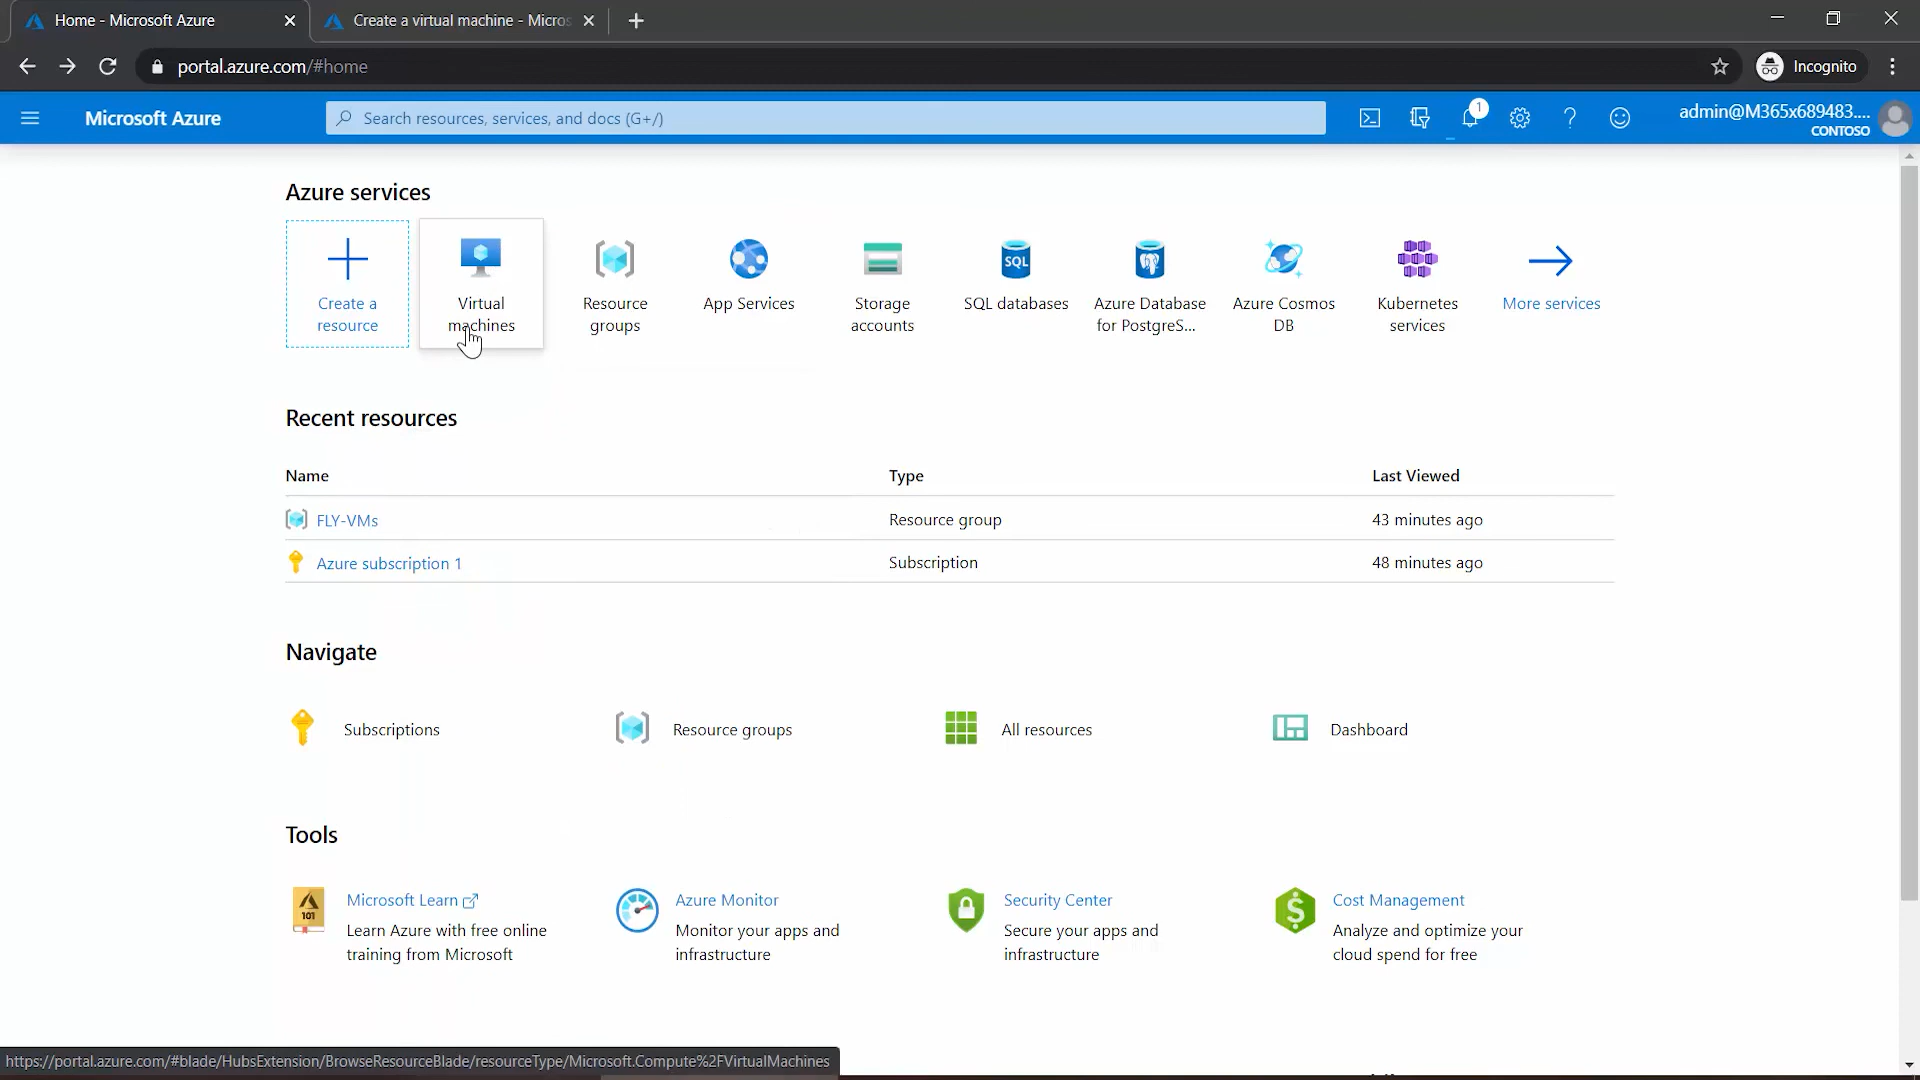 Home - Microsoft Azure
Create a virtual machine - Micros
portal.azure.com/#home
Incognito
Microsoft Azure
Search resources, services, and docs (G+/)
1
admin@M365x689483....
CONTOSO
Azure services
Create a
resource
Virtual
machines
Resource
groups
App Services
Storage
accounts
SQL
SQL databases
Azure Database
for PostgreS...
Azure Cosmos
DB
Kubernetes
services
More services
Recent resources
Name
Type
Last Viewed
FLY-VMs
Resource group
43 minutes ago
Azure subscription 1
Subscription
48 minutes ago
Navigate
Subscriptions
Resource groups
All resources
Dashboard
Tools
101
Microsoft Learn
Learn Azure with free online
training from Microsoft
Azure Monitor
Monitor your apps and
infrastructure
Security Center
Secure your apps and
infrastructure
$
Cost Management
Analyze and optimize your
cloud spend for free
https://portal.azure.com/#blade/HubsExtension/BrowseResourceBlade/resourceType/Microsoft.Compute%2FVirtualMachines